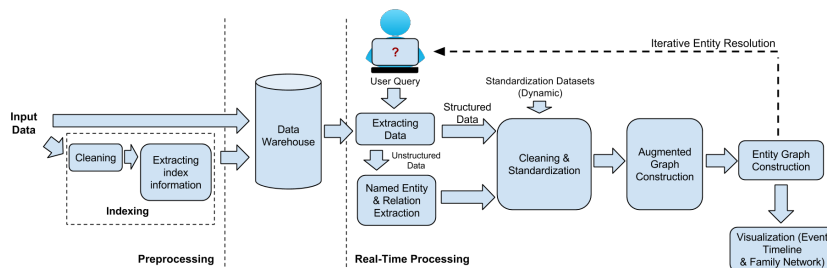 ?
User Query
Iterative Entity Resolution
Standardization Datasets
(Dynamic)
Input
Data
Data
Warehouse
Extracting
Data
Structured
Data
Cleaning
Extracting
index
information
Indexing
Unstructured
Data
Named Entity
& Relation
Extraction
Cleaning &
Standardization
Augmented
Graph
Construction
Entity Graph
Construction
Visualization (Event
Timeline
& Family Network)
Preprocessing
Real-Time Processing